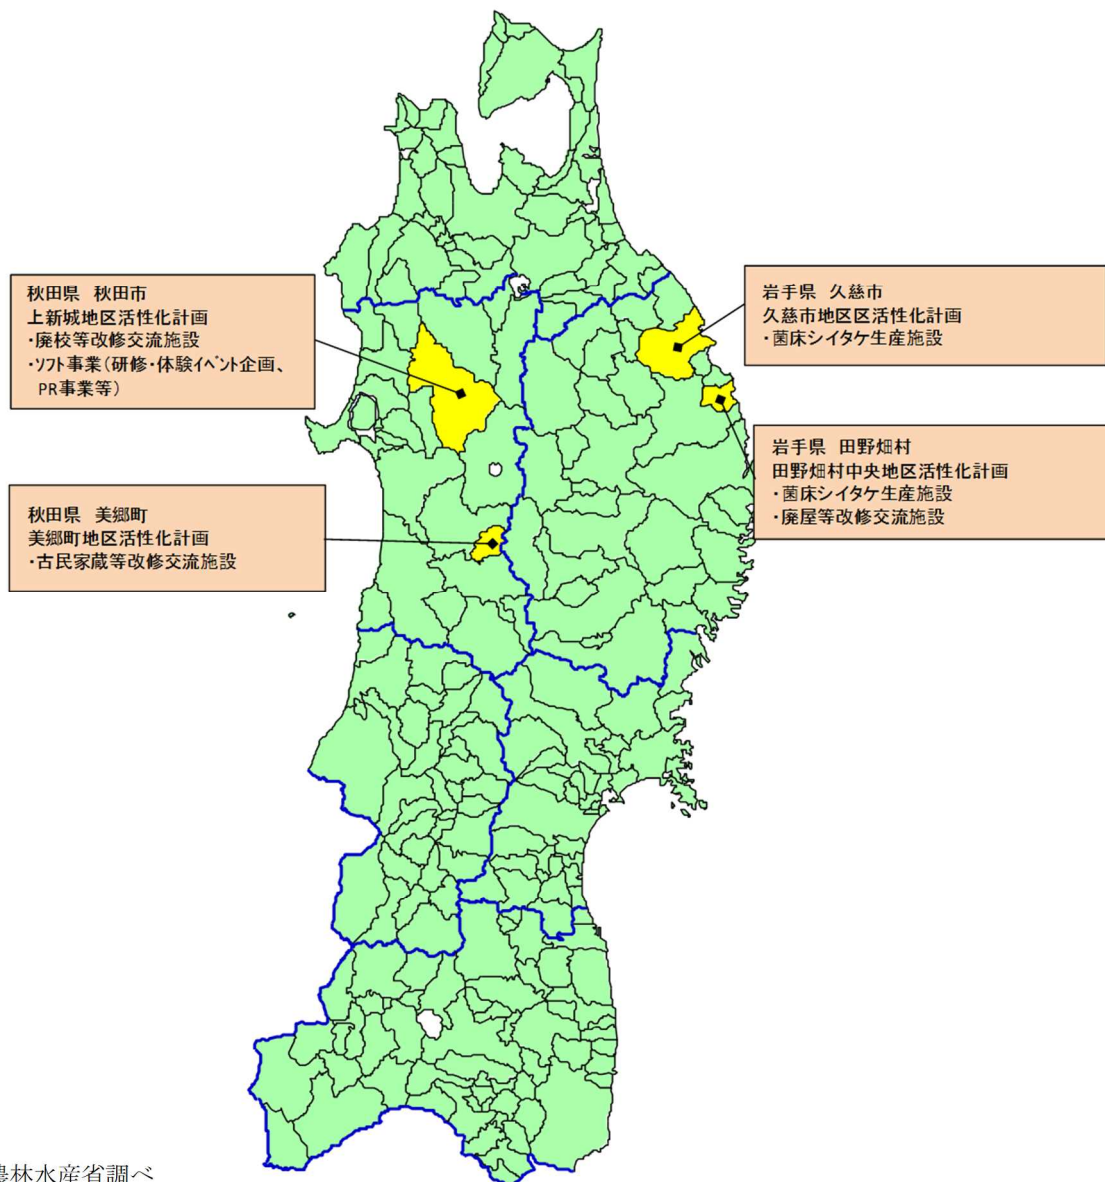 秋田県 秋田市
上新城地区活性化計画
・廃校等改修交流施設
・ソフト事業(研修・体験イベント企画、
PR事業等)
岩手県 久慈市
久慈市地区区活性化計画
・菌床シイタケ生産施設
岩手県 田野畑村
田野畑村中央地区活性化計画
・菌床シイタケ生産施設
・廃屋等改修交流施設
秋田県 美郷町
美郷町地区活性化計画
・古民家蔵等改修交流施設
農林水産省調べ